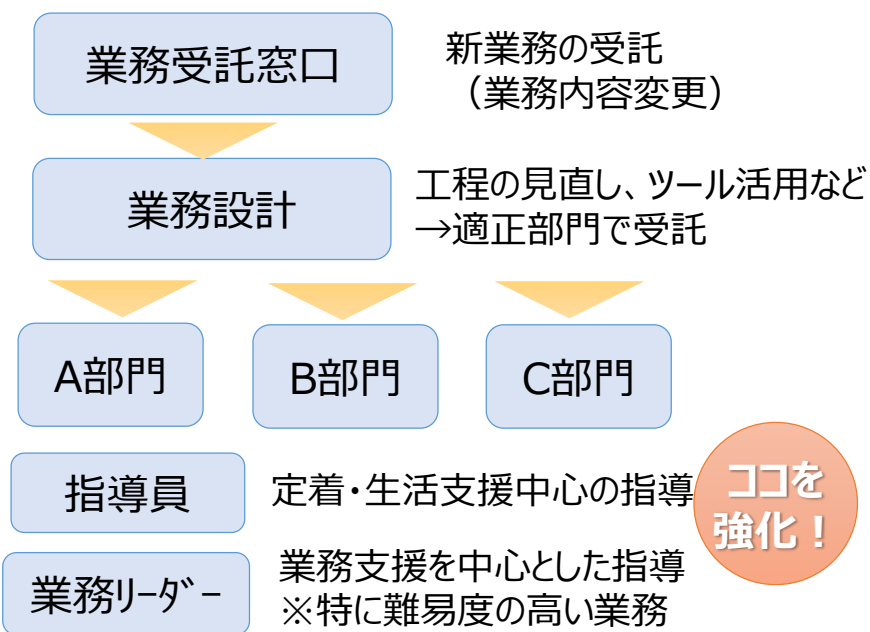 業務受託窓口
新業務の受託
（業務内容変更）
業務設計
工程の見直し、ツール活用など
→適正部門で受託
A部門
B部門
C部門
指導員
定着・生活支援中心の指導
ココを
強化！
業務ﾘｰﾀﾞｰ
業務支援を中心とした指導
※特に難易度の高い業務